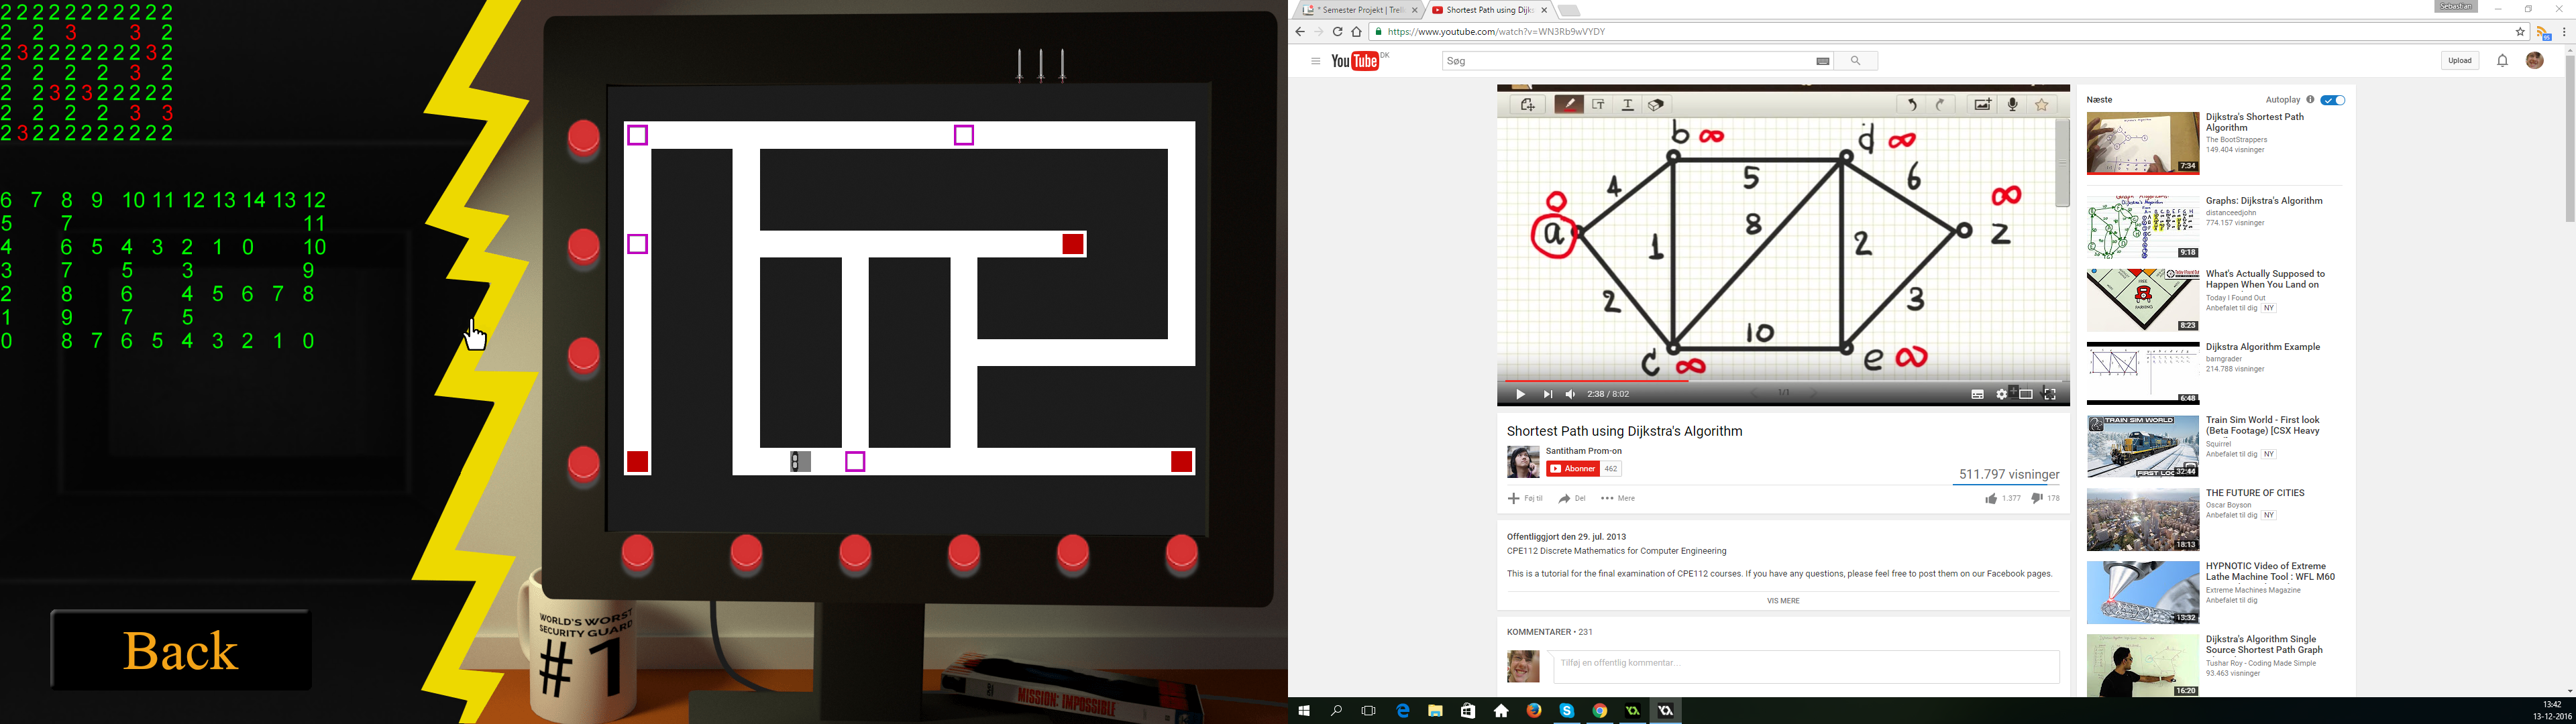 2 2 2 2 2 2 2 2 2 2 2
2 2 3 3 2
2 3 2 2 2 2 2 2 2 3 2
2 2 2 2 3 2
2 2 3 2 3 2 2 2 2 2
2 2 2 2 3 3
2 3 2 2 2 2 2 2 2 2 2
6 7 8 9 10 11 12 13 14 13 12
5 7 11
4 6 5 4 3 2 1 0 10
3 7 5 3 9
2 8 6 4 5 6 7 8
1 9 7 5
0 8 7 6 5 4 3 2 1 0
Back
WORLD'S WORST
SECURITY GUARD
#1
MISSION: IMPOSSIBLE
* Semester Projekt | Trell
Shortest Path using Dijks
Sebastian
https://www.youtube.com/watch?v=WN3Rb9wVYDY
YouTube DK
Søg
Upload
b ∞
d ∞
4
5
6
0
∞
a
1
8
2
z
2
3
10
c ∞
e ∞
1/1
2:38 / 8:02
Shortest Path using Dijkstra's Algorithm
Santitham Prom-on
Abonner 462
511.797 visninger
Føj til Del Mere
1.377 178
Offentliggjort den 29. jul. 2013
CPE112 Discrete Mathematics for Computer Engineering
This is a tutorial for the final examination of CPE112 courses. If you have any questions, please feel free to post them on our Facebook pages.
VIS MERE
KOMMENTARER • 231
Tilføj en offentlig kommentar...
Næste
Autoplay
Dijkstra's Shortest Path
Algorithm
The BootStrappers
149.404 visninger
7:34
Graphs: Dijkstra's Algorithm
distanceedjohn
774.157 visninger
9:18
What's Actually Supposed to
Happen When You Land on
Today I Found Out
Anbefalet til dig NY
8:23
Dijkstra Algorithm Example
barngrader
214.788 visninger
6:48
Train Sim World - First look
(Beta Footage) [CSX Heavy
Squirrel
Anbefalet til dig NY
TRAIN SIM WORLD
32:44
THE FUTURE OF CITIES
Oscar Boyson
Anbefalet til dig NY
18:13
HYPNOTIC Video of Extreme
Lathe Machine Tool : WFL M60
Extreme Machines Magazine
Anbefalet til dig
13:32
Dijkstra's Algorithm Single
Source Shortest Path Graph
Tushar Roy - Coding Made Simple
93.463 visninger
16:20
13:42
13-12-2016